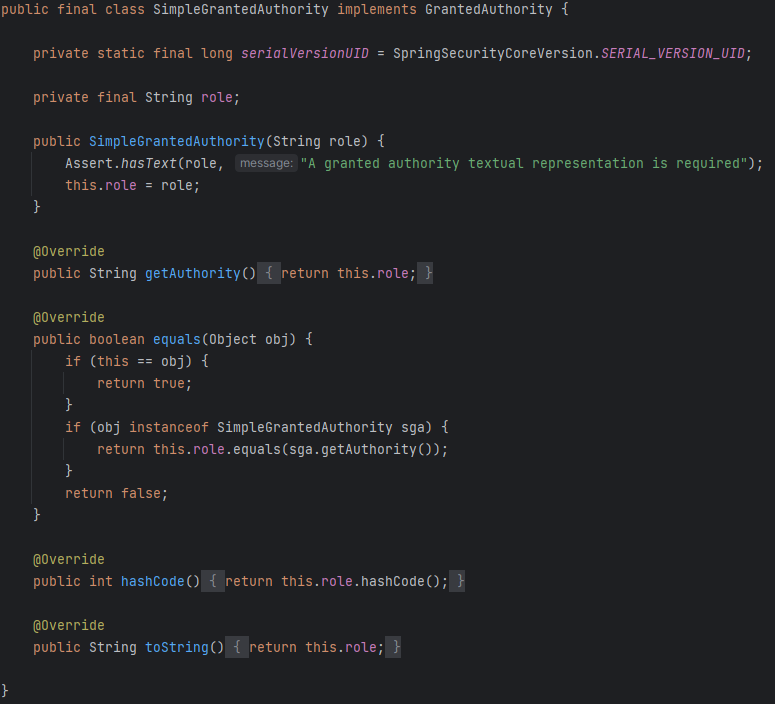 public final class SimpleGrantedAuthority implements GrantedAuthority {
private static final long serialVersionUID = SpringSecurityCoreVersion.SERIAL_VERSION_UID;
private final String role;
public SimpleGrantedAuthority(String role) {
Assert.hasText(role, message: "A granted authority textual representation is required");
this.role = role;
}
@Override
public String getAuthority() { return this.role; }
@Override
public boolean equals(Object obj) {
if (this == obj) {
return true;
}
if (obj instanceof SimpleGrantedAuthority sga) {
return this.role.equals(sga.getAuthority());
}
return false;
}
@Override
public int hashCode() { return this.role.hashCode(); }
@Override
public String toString() { return this.role; }
}